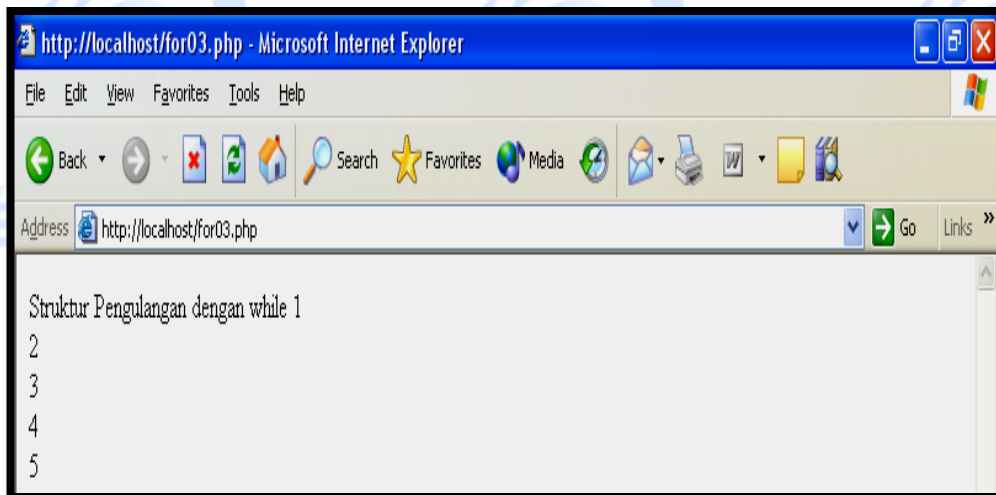 http://localhost/for03.php - Microsoft Internet Explorer
File Edit View Favorites Tools Help
Back Search Favorites Media W
Address http://localhost/for03.php Go Links »
Struktur Pengulangan dengan while 1
2
3
4
5